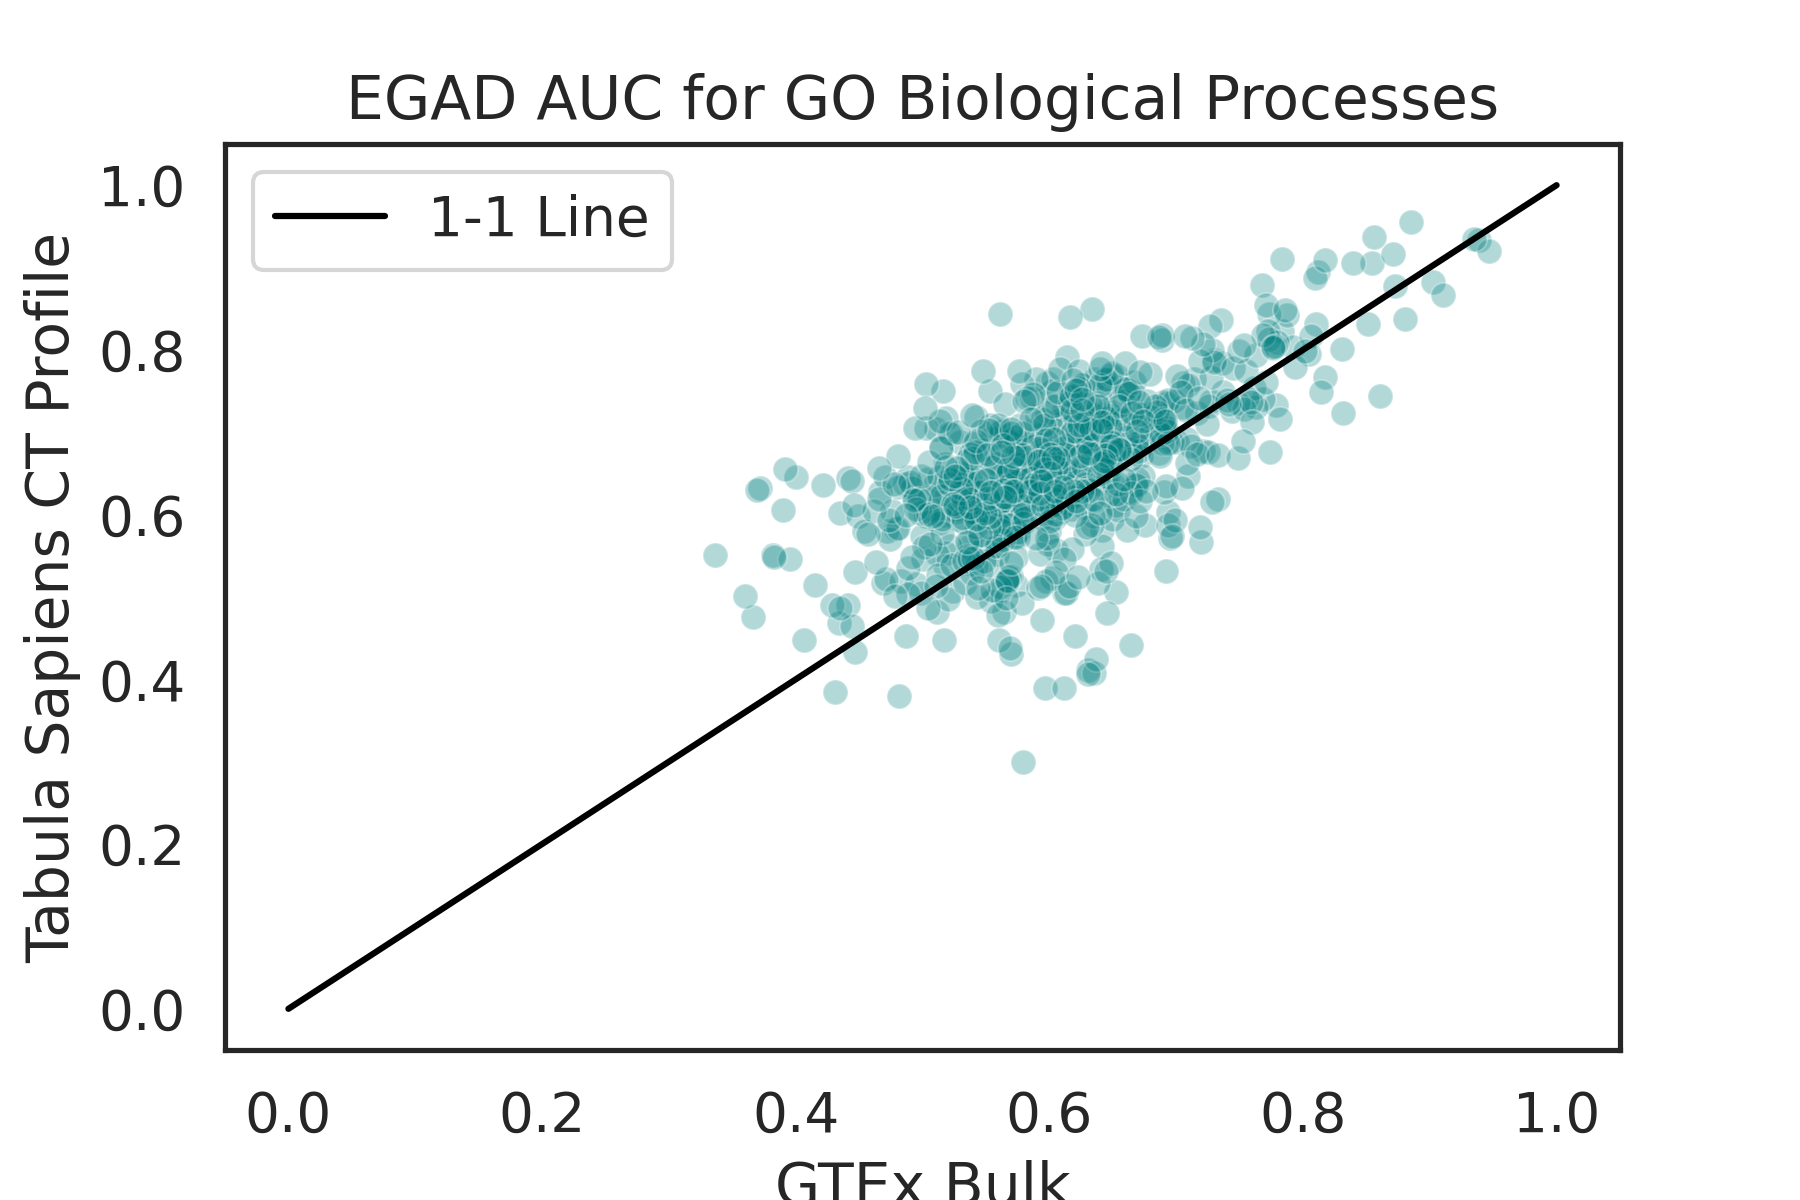 EGAD AUC for GO Biological Processes
1-1 Line
Tabula Sapiens CT Profile
1.0
0.8
0.6
0.4
0.2
0.0
0.0 0.2 0.4 0.6 0.8 1.0
GTEx Bulk